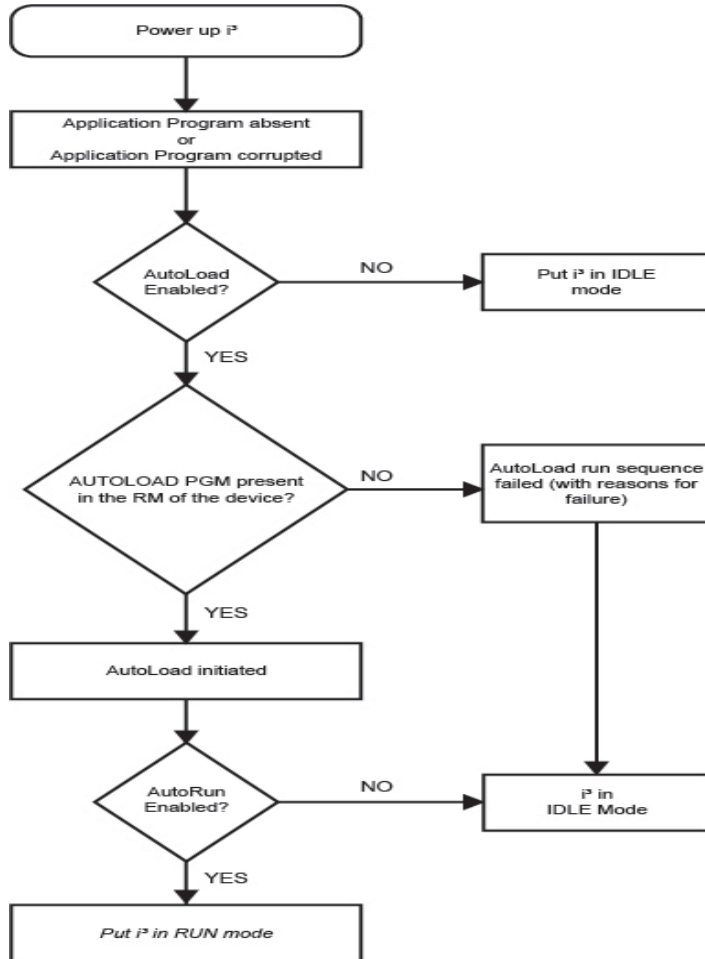 Power up i³
Application Program absent
or
Application Program corrupted
AutoLoad
Enabled?
NO
Put i³ in IDLE
mode
YES
AUTOLOAD PGM present
in the RM of the device?
NO
AutoLoad run sequence
failed (with reasons for
failure)
YES
AutoLoad initiated
AutoRun
Enabled?
NO
i³ in
IDLE Mode
YES
Put i³ in RUN mode